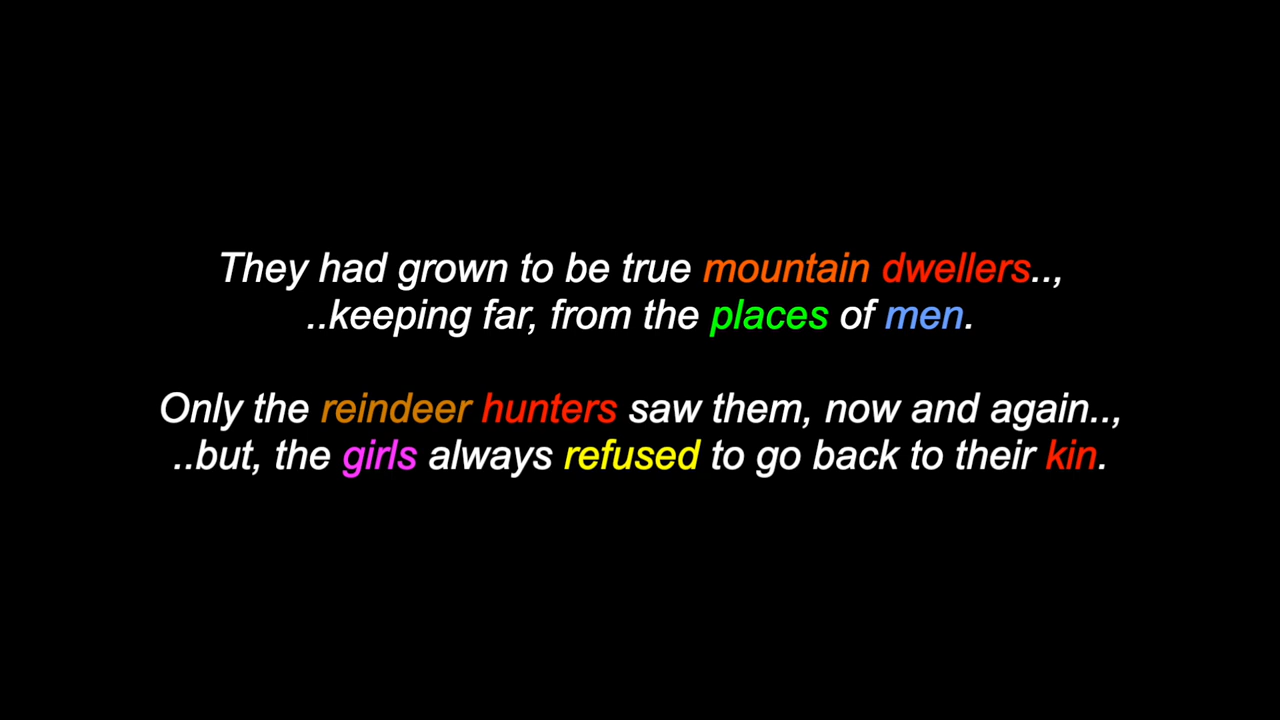 They had grown to be true mountain dwellers..,
..keeping far, from the places of men.
Only the reindeer hunters saw them, now and again..,
..but, the girls always refused to go back to their kin.